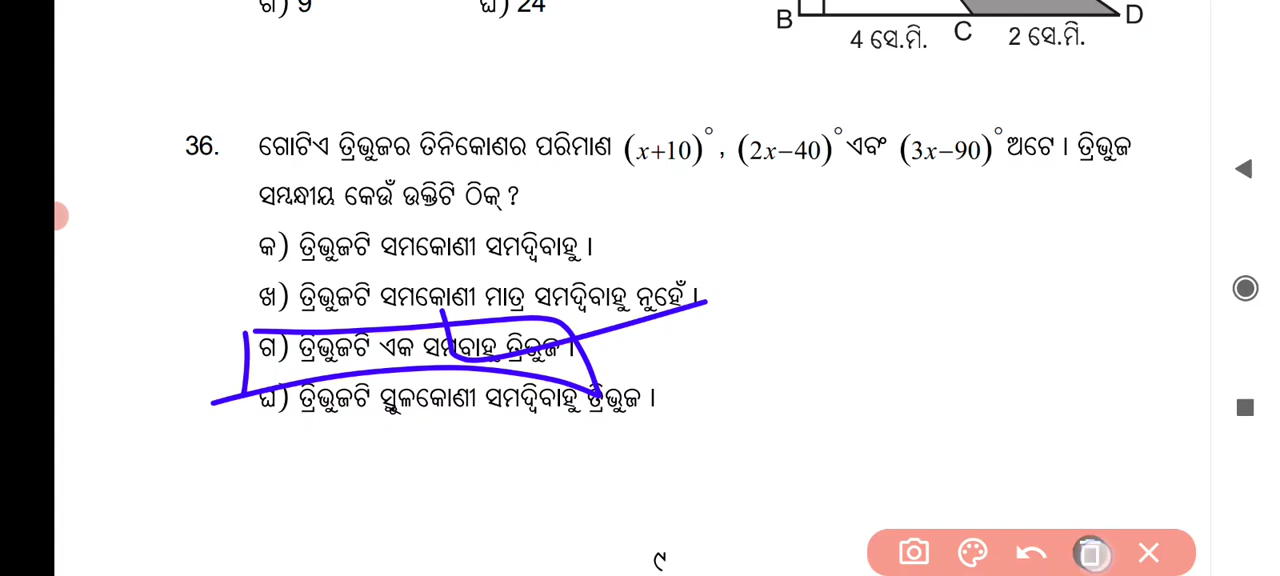 ଗ) 9 ଘ) 24
B C D
4 ସେ.ମି. 2 ସେ.ମି.
36. ଗୋଟିଏ ତ୍ରିଭୁଜର ତିନିକୋଣର ପରିମାଣ (x+10)°, (2x−40)° ଏବଂ (3x−90)° ଅଟେ । ତ୍ରିଭୁଜ
ସମ୍ବନ୍ଧୀୟ କେଉଁ ଉକ୍ତିଟି ଠିକ୍ ?
କ) ତ୍ରିଭୁଜଟି ସମକୋଣୀ ସମଦ୍ୱିବାହୁ ।
ଖ) ତ୍ରିଭୁଜଟି ସମକୋଣୀ ମାତ୍ର ସମଦ୍ୱିବାହୁ ନୁହେଁ ।
ଗ) ତ୍ରିଭୁଜଟି ଏକ ସମବାହୁ ତ୍ରିଭୁଜ ।
ଘ) ତ୍ରିଭୁଜଟି ସ୍ଥୁଳକୋଣୀ ସମଦ୍ୱିବାହୁ ତ୍ରିଭୁଜ ।
୯